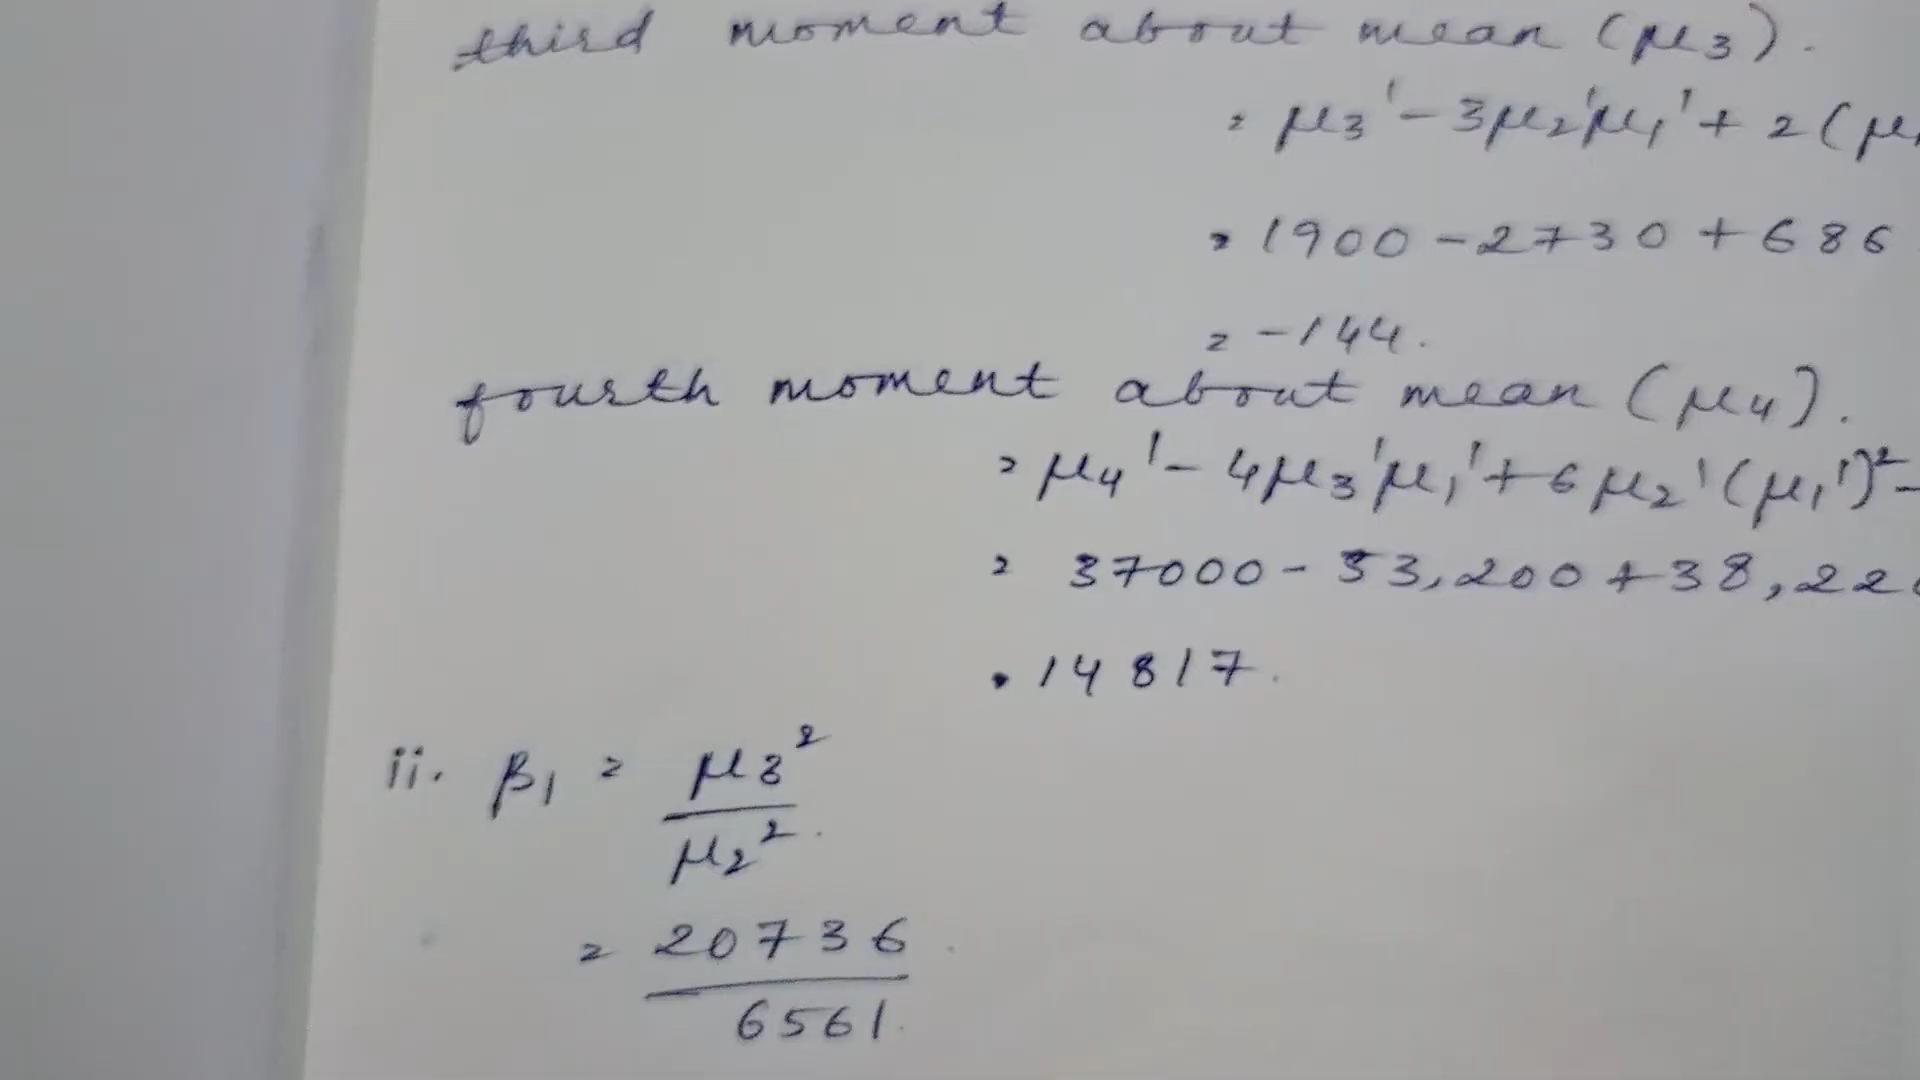 third moment about mean (μ3).
= μ3' - 3μ2'μ1' + 2(μ
= 1900 - 2730 + 686
= -144.
fourth moment about mean (μ4).
= μ4' - 4μ3'μ1' + 6μ2'(μ1')² -
= 37000 - 53,200 + 38,22
= 14817.
ii. β1 = μ3² / μ2².
= 20736 / 6561.